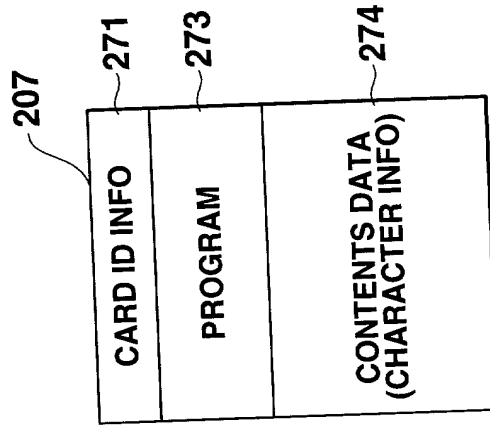 207
CARD ID INFO
271
PROGRAM
273
CONTENTS DATA
(CHARACTER INFO)
274